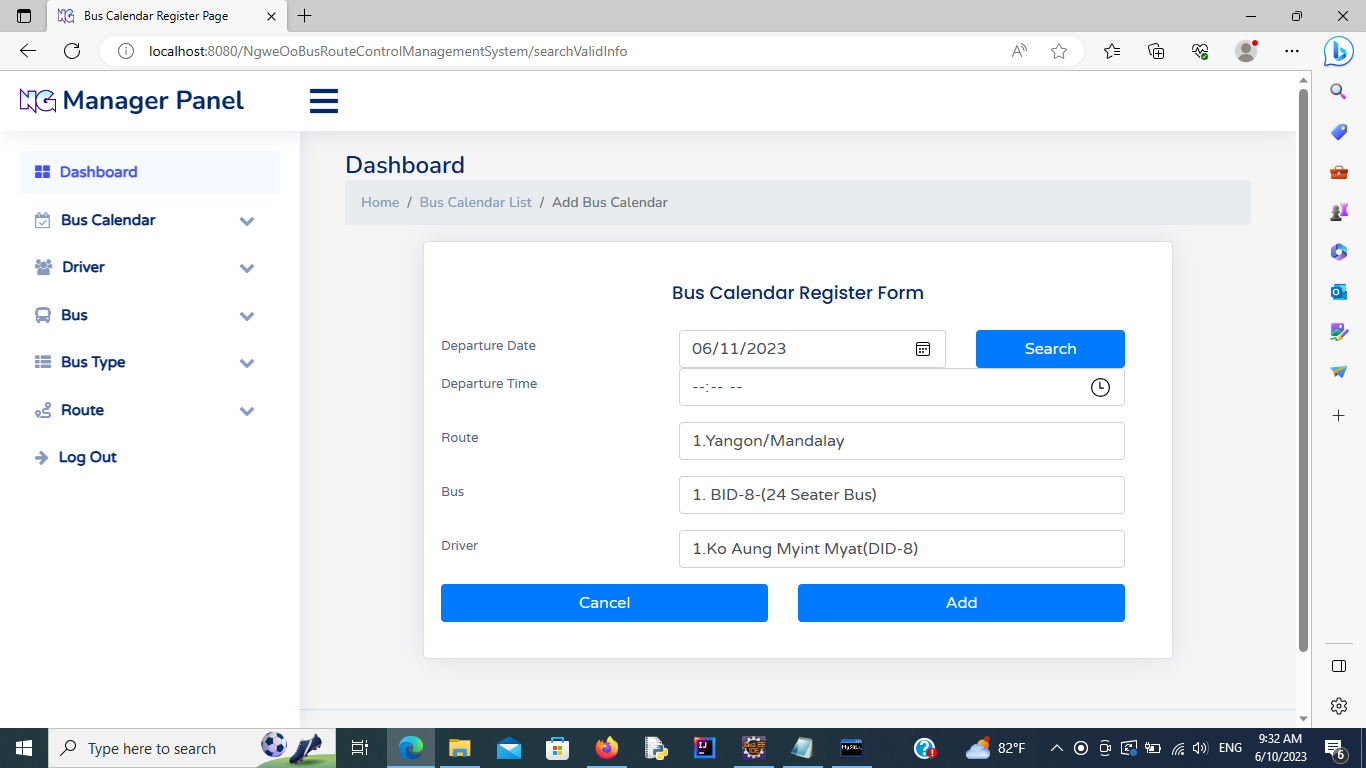 Bus Calendar Register Page
localhost:8080/NgweOoBusRouteControlManagementSystem/searchValidInfo
NG Manager Panel
Dashboard
Bus Calendar
Driver
Bus
Bus Type
Route
Log Out
Dashboard
Home / Bus Calendar List / Add Bus Calendar
Bus Calendar Register Form
Departure Date 06/11/2023 Search
Departure Time --:-- --
Route 1.Yangon/Mandalay
Bus 1. BID-8-(24 Seater Bus)
Driver 1.Ko Aung Myint Myat(DID-8)
Cancel Add
Type here to search
82°F ENG 9:32 AM
6/10/2023
6